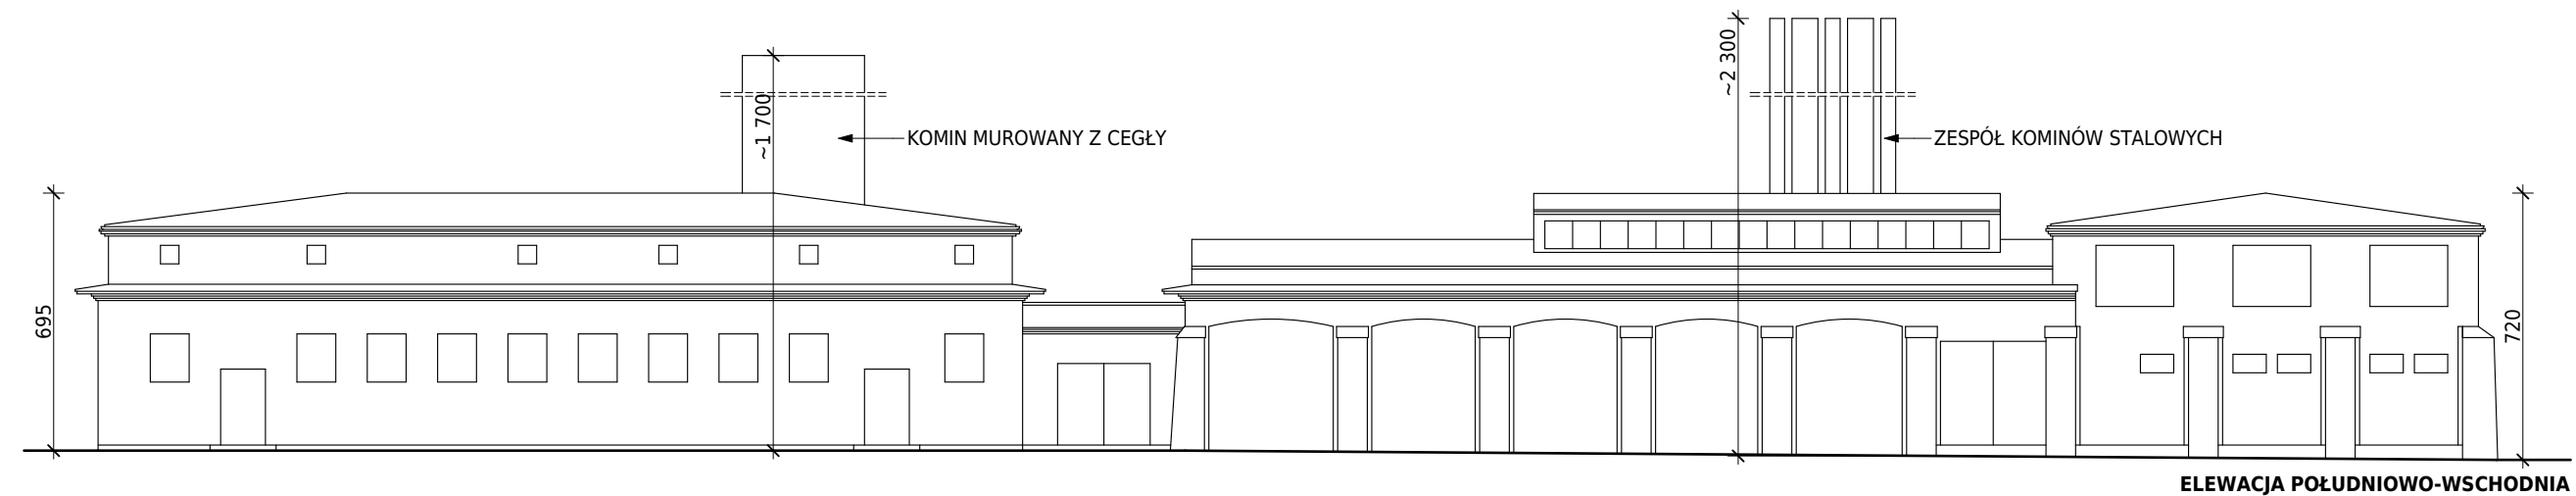 ~2 300
~1 700
KOMIN MUROWANY Z CEGŁY
ZESPÓŁ KOMINÓW STALOWYCH
695
720
ELEWACJA POŁUDNIOWO-WSCHODNIA